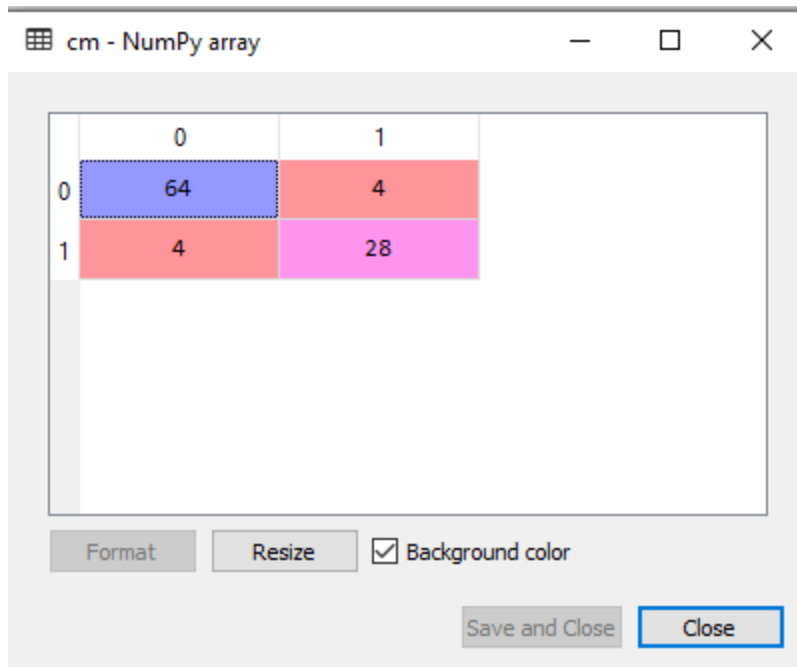 cm - NumPy array
0 1
0 64 4
1 4 28
Format Resize Background color
Save and Close Close